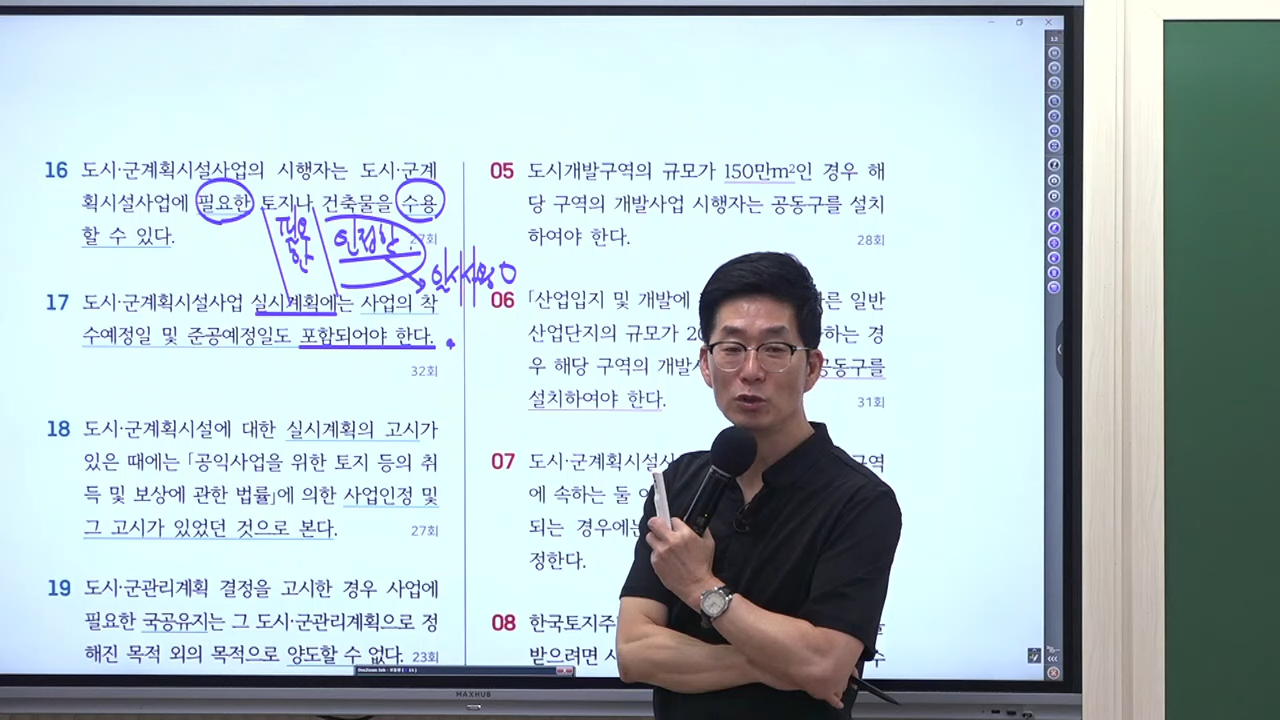 16 도시·군계획시설사업의 시행자는 도시·군계
획시설사업에 필요한 토지나 건축물을 수용
할 수 있다. 27회
필요한
인접한
일시사용
17 도시·군계획시설사업 실시계획에는 사업의 착
수예정일 및 준공예정일도 포함되어야 한다.
32회
18 도시·군계획시설에 대한 실시계획의 고시가
있은 때에는 「공익사업을 위한 토지 등의 취
득 및 보상에 관한 법률」에 의한 사업인정 및
그 고시가 있었던 것으로 본다. 27회
19 도시·군관리계획 결정을 고시한 경우 사업에
필요한 국공유지는 그 도시·군관리계획으로 정
해진 목적 외의 목적으로 양도할 수 없다. 23회
05 도시개발구역의 규모가 150만m²인 경우 해
당 구역의 개발사업 시행자는 공동구를 설치
하여야 한다. 28회
06 「산업입지 및 개발에 일반
산업단지의 규모가 하는 경
우 해당 구역의 공동구를
설치하여야 한다. 31회
07 구역
에 속하는 둘
되는 경우에는
정한다.
08
받으려면
MAXHUB